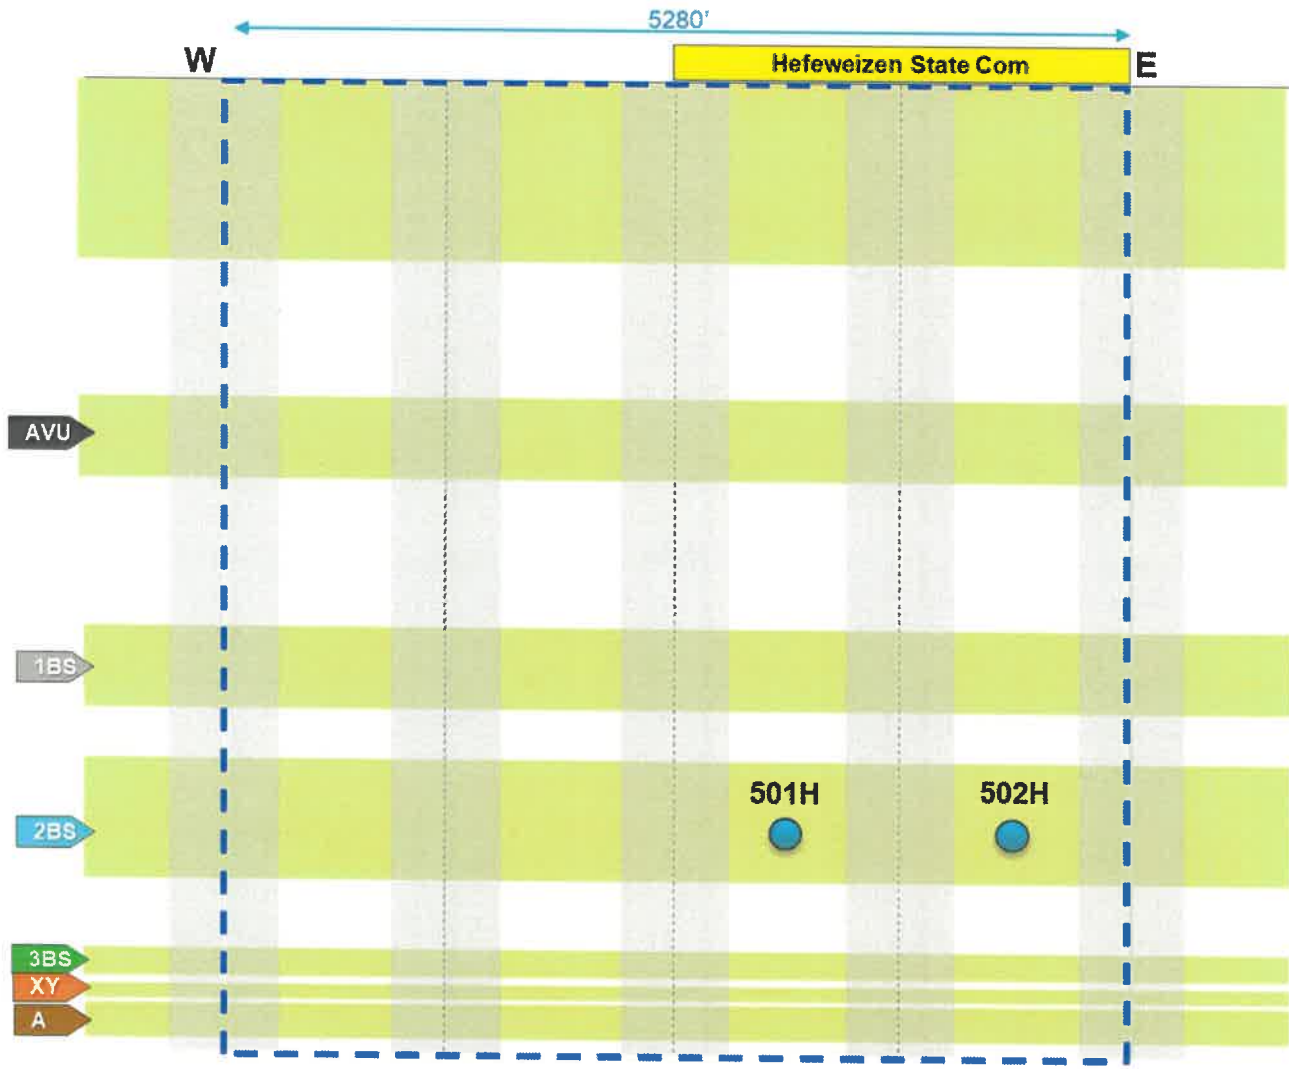 5280'
W
Hefeweizen State Com
E
AVU
1BS
501H
502H
2BS
3BS
XY
A